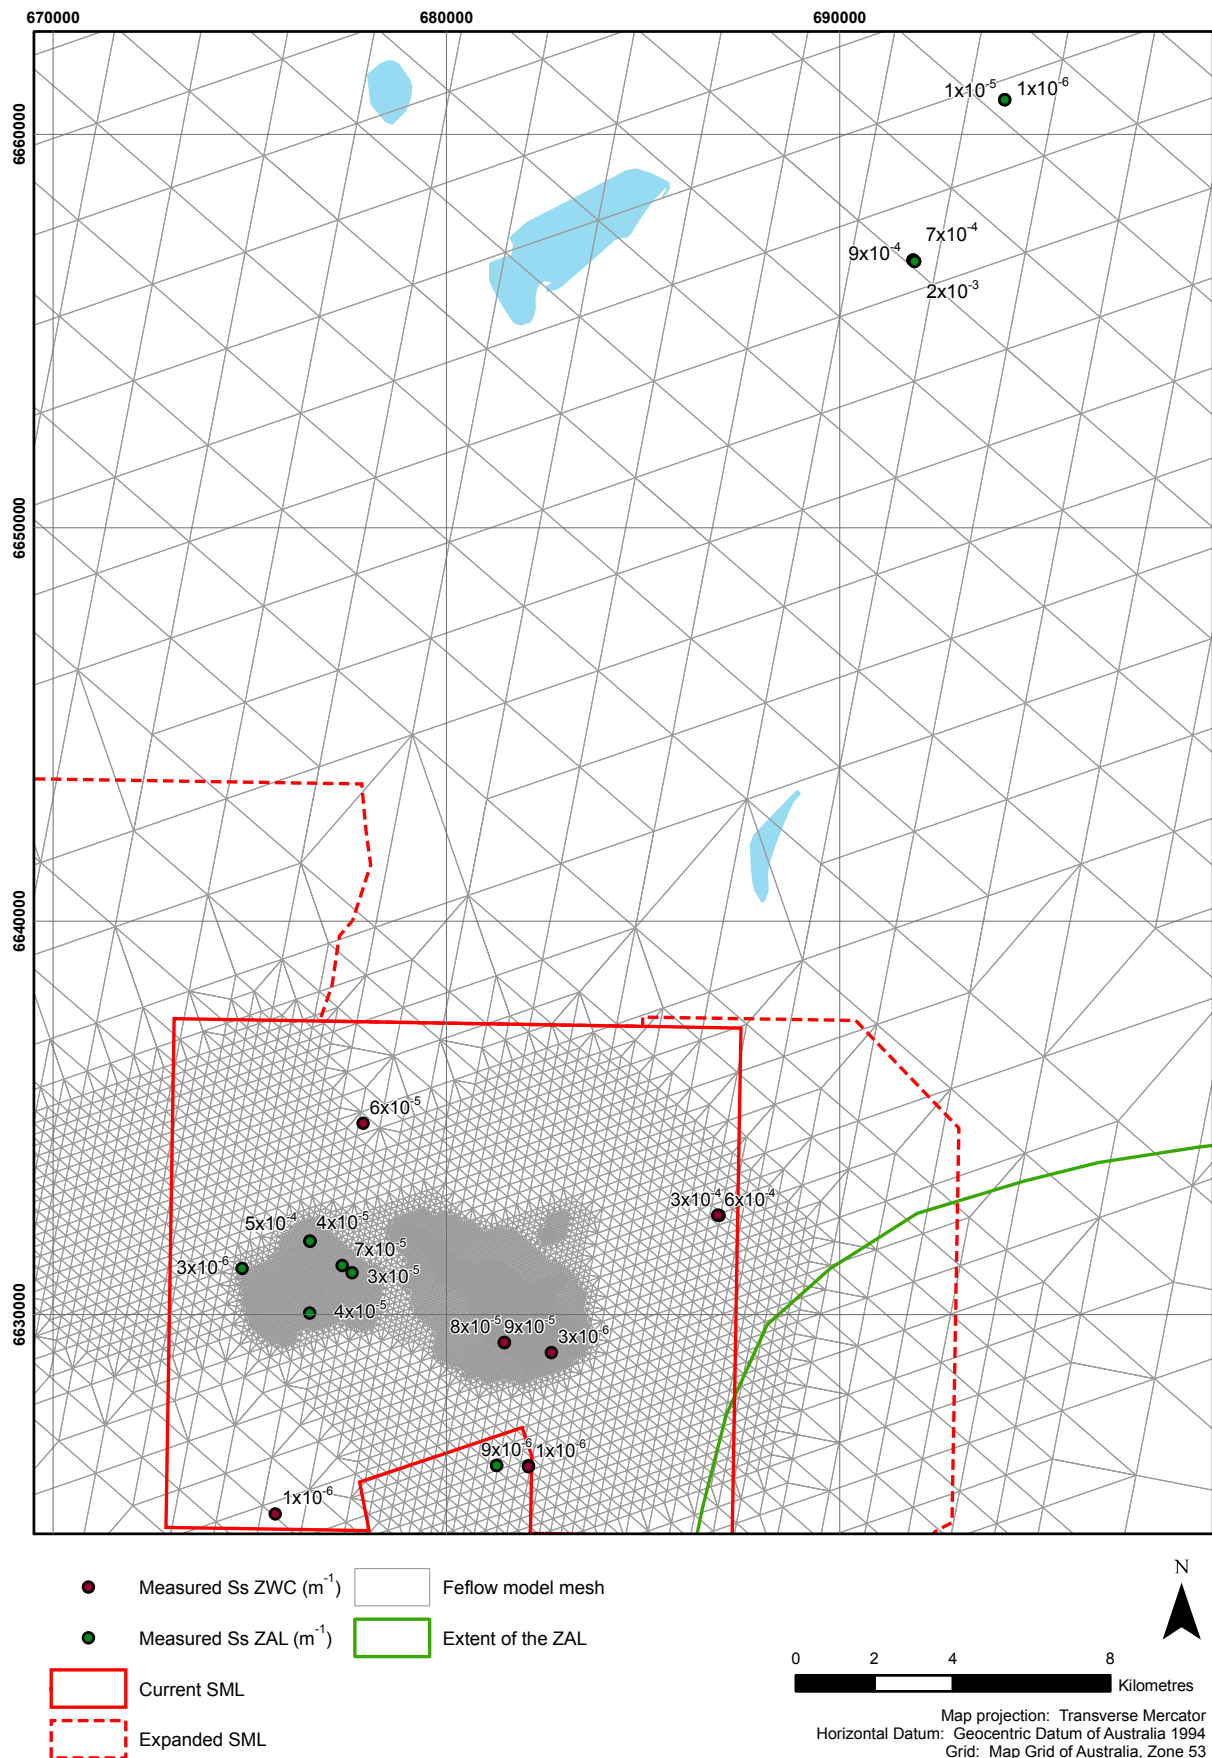 670000 680000 690000
6660000
6650000
6640000
6630000
1x10⁻⁵ 1x10⁻⁶
7x10⁻⁴
9x10⁻⁴
2x10⁻³
6x10⁻⁵
3x10⁻⁴ 6x10⁻⁴
5x10⁻⁴ 4x10⁻⁵
7x10⁻⁵
3x10⁻⁶
3x10⁻⁵
4x10⁻⁵
8x10⁻⁵ 9x10⁻⁵
3x10⁻⁶
9x10⁻⁶ 1x10⁻⁶
1x10⁻⁶
Measured Ss ZWC (m⁻¹)
Feflow model mesh
Measured Ss ZAL (m⁻¹)
Extent of the ZAL
Current SML
Expanded SML
N
0 2 4 8
Kilometres
Map projection: Transverse Mercator
Horizontal Datum: Geocentric Datum of Australia 1994
Grid: Map Grid of Australia, Zone 53